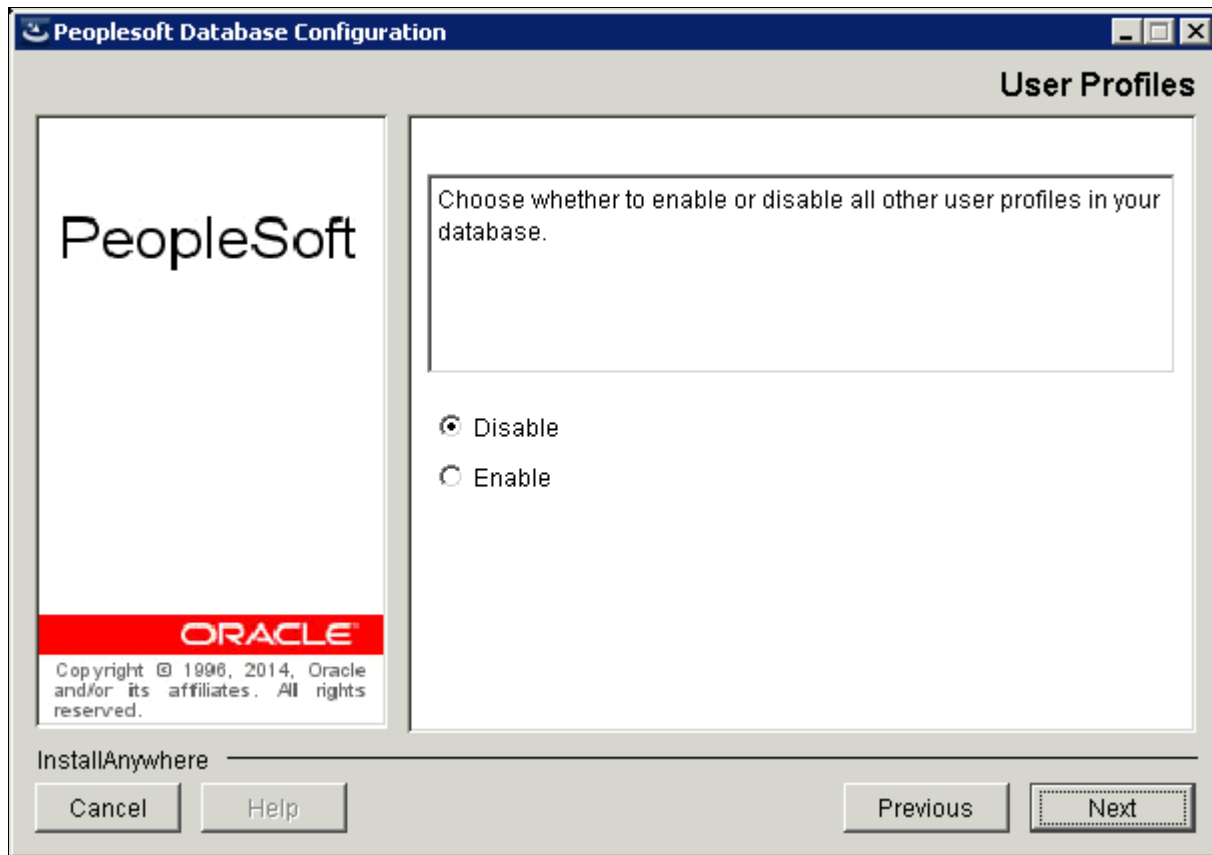 Peoplesoft Database Configuration
User Profiles
PeopleSoft
Choose whether to enable or disable all other user profiles in your
database.
Disable
Enable
ORACLE
Copyright © 1996, 2014, Oracle
and/or its affiliates. All rights
reserved.
InstallAnywhere
Cancel
Help
Previous
Next